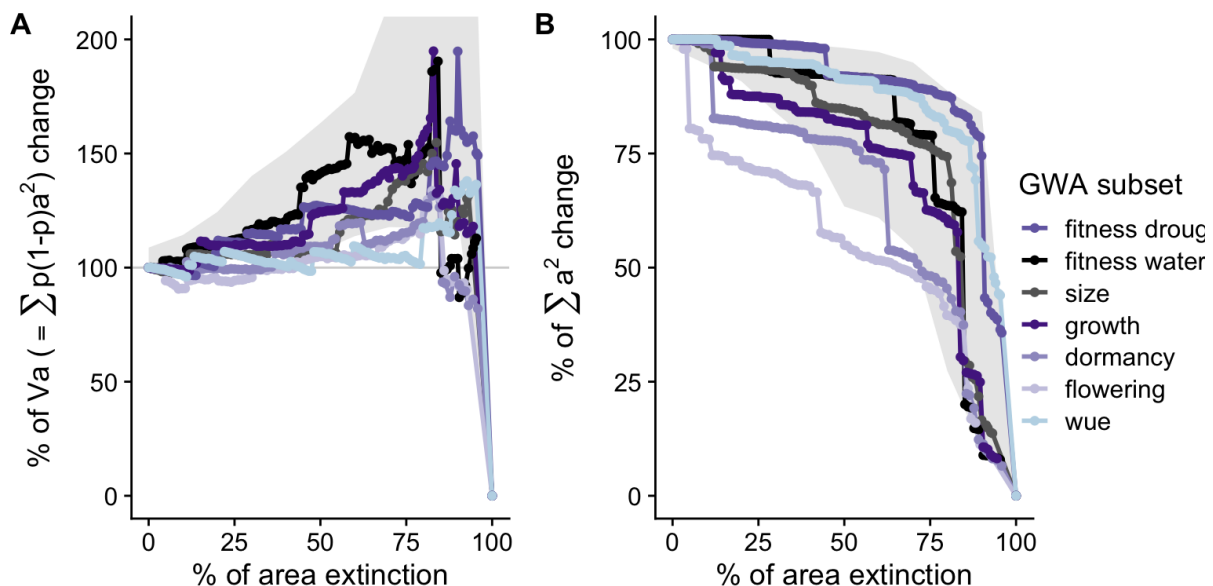 A
% of Va ( = ∑ p(1-p)a²) change
200
150
100
50
0
0 25 50 75 100
% of area extinction
B
% of ∑ a² change
100
75
50
25
0
0 25 50 75 100
% of area extinction
GWA subset
fitness droug
fitness water
size
growth
dormancy
flowering
wue